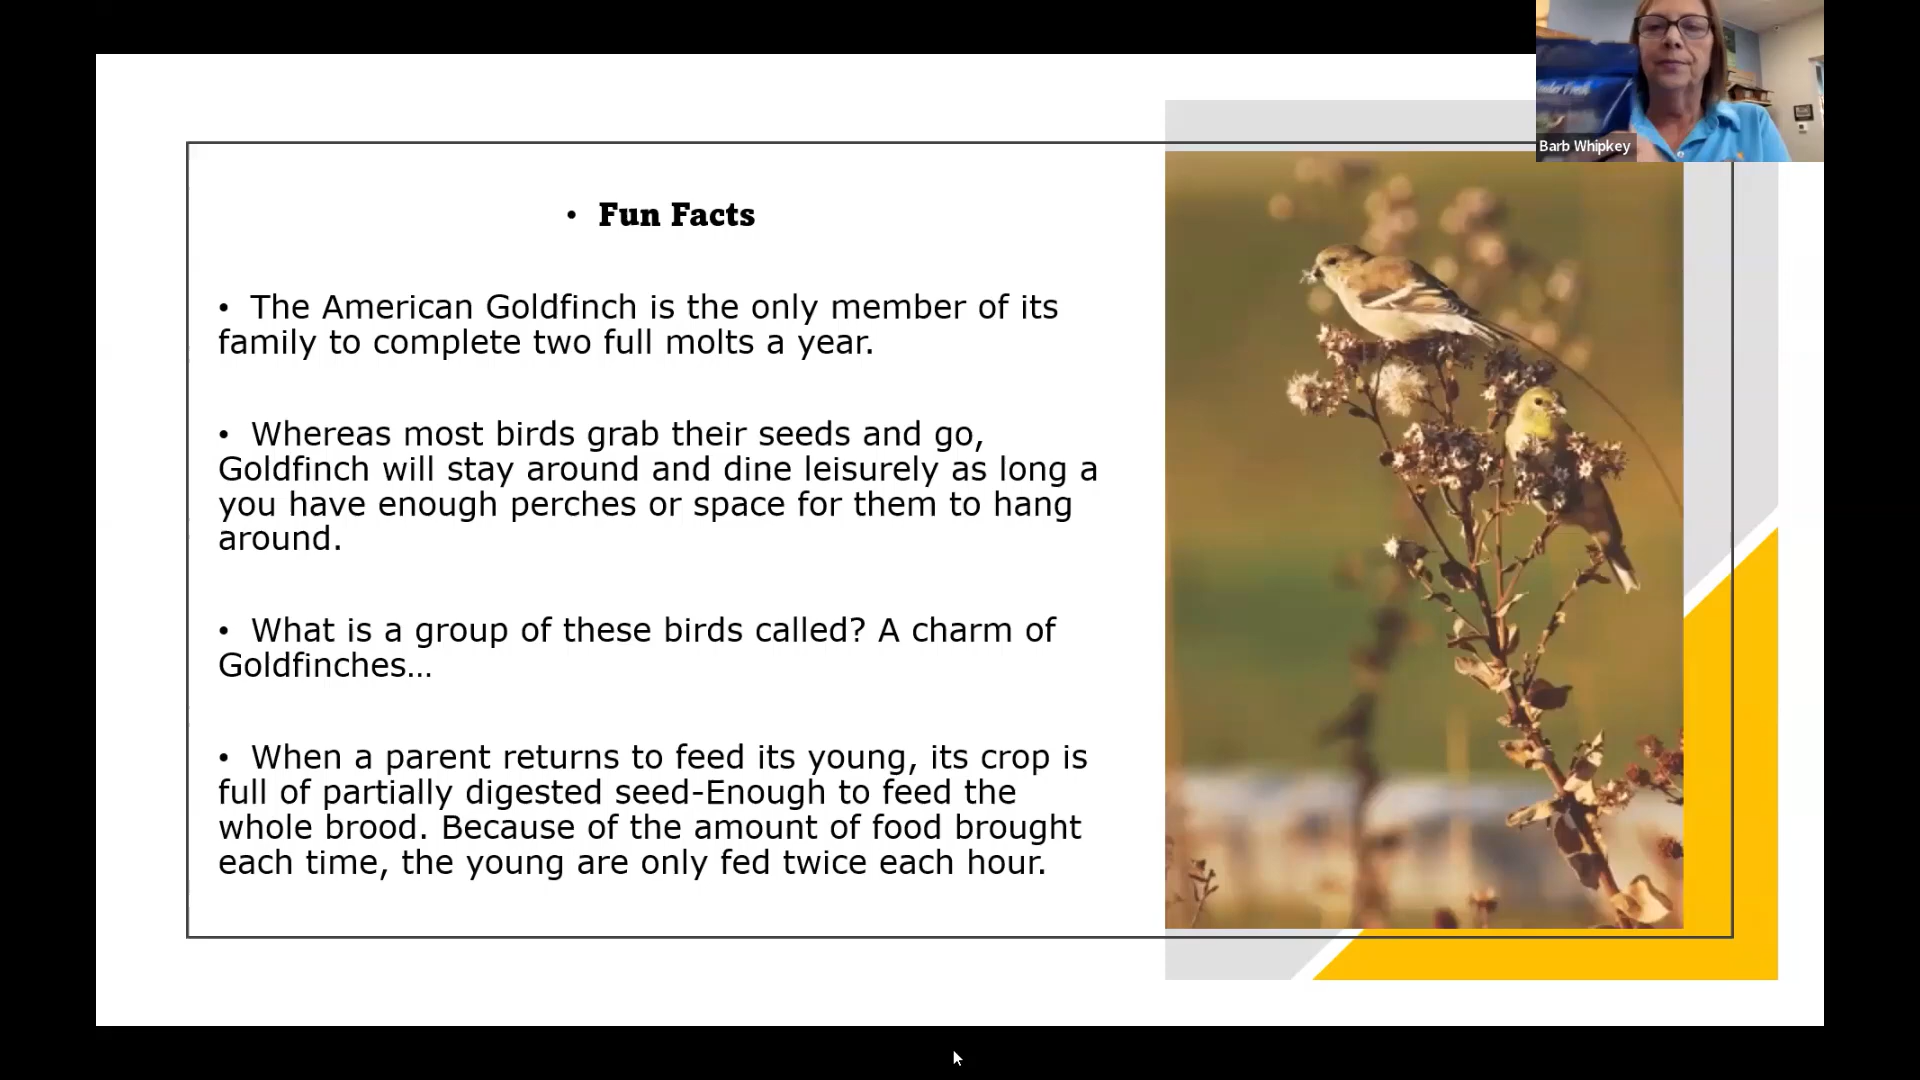 Barb Whipkey
• Fun Facts
• The American Goldfinch is the only member of its
family to complete two full molts a year.
• Whereas most birds grab their seeds and go,
Goldfinch will stay around and dine leisurely as long a
you have enough perches or space for them to hang
around.
• What is a group of these birds called? A charm of
Goldfinches...
• When a parent returns to feed its young, its crop is
full of partially digested seed-Enough to feed the
whole brood. Because of the amount of food brought
each time, the young are only fed twice each hour.